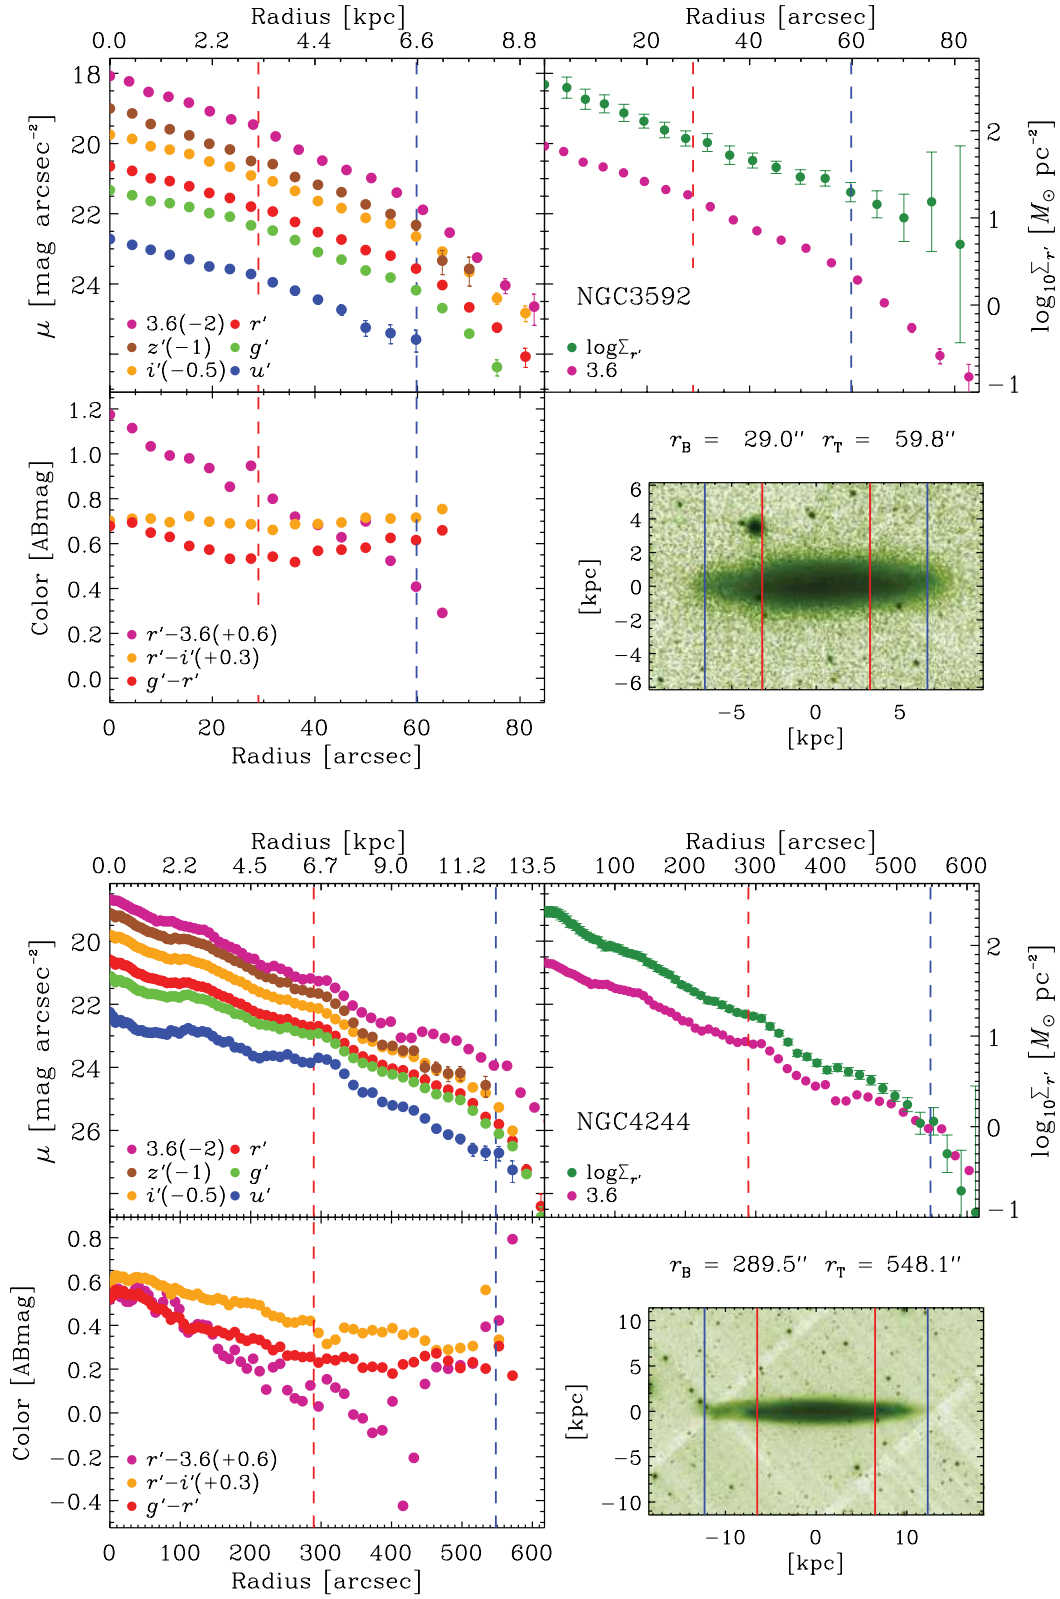 Radius [kpc] Radius [arcsec]
0.0 2.2 4.4 6.6 8.8 20 40 60 80
18
20
22
24
μ [mag arcsec⁻²]
2
1
0
−1
log₁₀Σr′ [M⊙ pc⁻²]
3.6(−2) r′
z′(−1) g′
i′(−0.5) u′
NGC3592
logΣr′
3.6
1.2
1.0
0.8
0.6
0.4
0.2
0.0
Color [ABmag]
r′−3.6(+0.6)
r′−i′(+0.3)
g′−r′
0 20 40 60 80
Radius [arcsec]
rB = 29.0″ rT = 59.8″
6
4
2
0
−2
−4
−6
[kpc]
−5 0 5
[kpc]
Radius [kpc] Radius [arcsec]
0.0 2.2 4.5 6.7 9.0 11.2 13.5 100 200 300 400 500 600
20
22
24
26
μ [mag arcsec⁻²]
2
1
0
−1
log₁₀Σr′ [M⊙ pc⁻²]
3.6(−2) r′
z′(−1) g′
i′(−0.5) u′
NGC4244
logΣr′
3.6
0.8
0.6
0.4
0.2
0.0
−0.2
−0.4
Color [ABmag]
r′−3.6(+0.6)
r′−i′(+0.3)
g′−r′
0 100 200 300 400 500 600
Radius [arcsec]
rB = 289.5″ rT = 548.1″
10
5
0
−5
−10
[kpc]
−10 0 10
[kpc]